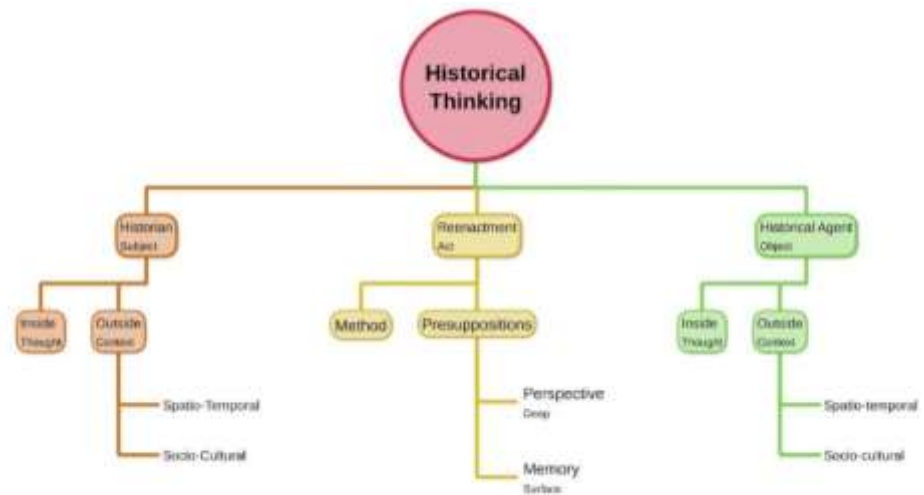 Historical
Thinking
Historian
Subject
Reenactment
Act
Historical Agent
Object
Inside
Thought
Outside
Context
Method
Presuppositions
Inside
Thought
Outside
Context
Perspective
Deep
Spatio-Temporal
Spatio-temporal
Socio-Cultural
Socio-cultural
Memory
Surface